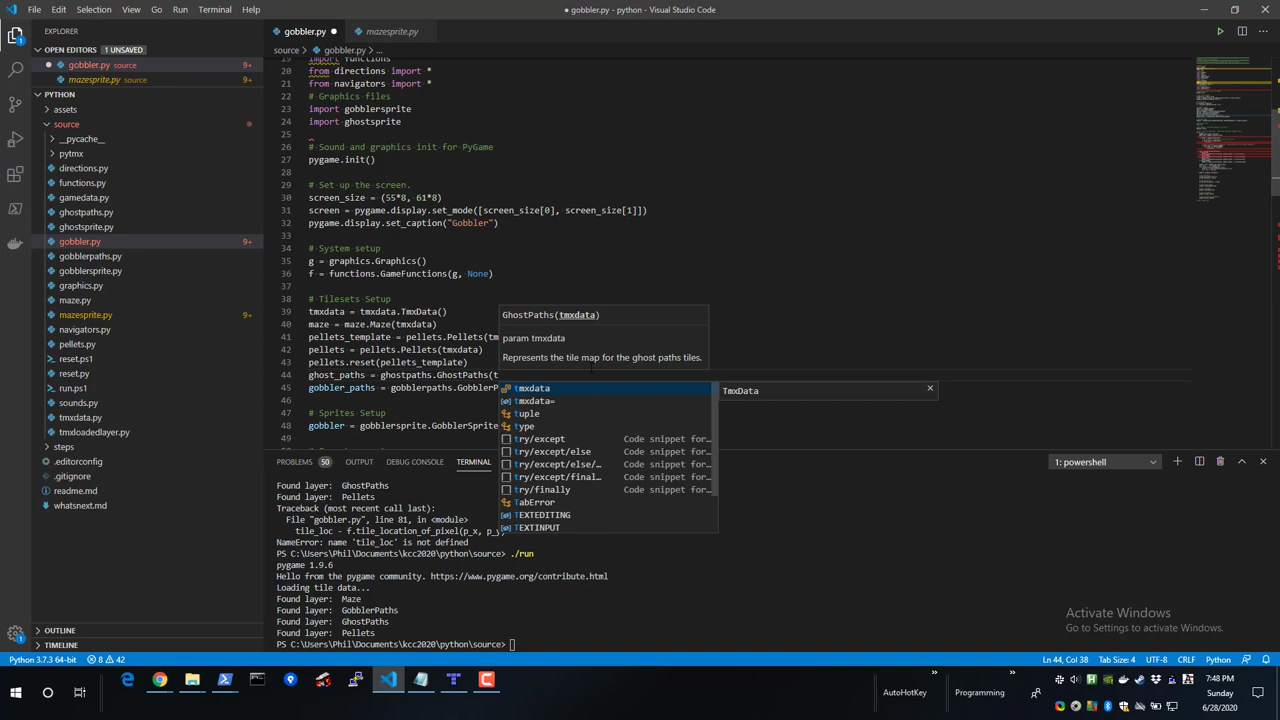 File Edit Selection View Go Run Terminal Help
● gobbler.py - python - Visual Studio Code
EXPLORER
OPEN EDITORS 1 UNSAVED
gobbler.py source 9+
mazesprite.py source 9+
PYTHON
assets
source
__pycache__
pytmx
directions.py
functions.py
gamedata.py
ghostpaths.py
ghostsprite.py
gobbler.py 9+
gobblerpaths.py
gobblersprite.py
graphics.py
maze.py
mazesprite.py 9+
navigators.py
pellets.py
reset.ps1
run.ps1
sounds.py
tmxdata.py
tmxloadedlayer.py
steps
.editorconfig
.gitignore
readme.md
whatsnext.md
OUTLINE
TIMELINE
gobbler.py ● mazesprite.py
source > gobbler.py > ...
19 import functions
20 from directions import *
21 from navigators import *
22 # Graphics files
23 import gobblersprite
24 import ghostsprite
25
26 # Sound and graphics init for PyGame
27 pygame.init()
28
29 # Set up the screen.
30 screen_size = (55*8, 61*8)
31 screen = pygame.display.set_mode([screen_size[0], screen_size[1]])
32 pygame.display.set_caption("Gobbler")
33
34 # System setup
35 g = graphics.Graphics()
36 f = functions.GameFunctions(g, None)
37
38 # Tilesets Setup
39 tmxdata = tmxdata.TmxData()
40 maze = maze.Maze(tmxdata)
41 pellets_template = pellets.Pellets(tm
42 pellets = pellets.Pellets(tmxdata)
43 pellets.reset(pellets_template)
44 ghost_paths = ghostpaths.GhostPaths(t
45 gobbler_paths = gobblerpaths.GobblerP
46
47 # Sprites Setup
48 gobbler = gobblersprite.GobblerSprite
49
GhostPaths(tmxdata)
param tmxdata
Represents the tile map for the ghost paths tiles.
tmxdata
TmxData
tmxdata=
tuple
type
try/except Code snippet for…
try/except/else Code snippet for…
try/except/else/… Code snippet for…
try/except/final… Code snippet for…
try/finally Code snippet for…
TabError
TEXTEDITING
TEXTINPUT
PROBLEMS 50 OUTPUT DEBUG CONSOLE TERMINAL
1: powershell
Found layer: GhostPaths
Found layer: Pellets
Traceback (most recent call last):
File "gobbler.py", line 81, in <module>
tile_loc - f.tile_location_of_pixel(p_x, p_y)
NameError: name 'tile_loc' is not defined
PS C:\Users\Phil\Documents\kcc2020\python\source> ./run
pygame 1.9.6
Hello from the pygame community. https://www.pygame.org/contribute.html
Loading tile data...
Found layer: Maze
Found layer: GobblerPaths
Found layer: GhostPaths
Found layer: Pellets
PS C:\Users\Phil\Documents\kcc2020\python\source>
Activate Windows
Go to Settings to activate Windows.
Python 3.7.3 64-bit 8 42
Ln 44, Col 38 Tab Size: 4 UTF-8 CRLF Python
AutoHotKey
Programming
7:48 PM
Sunday
6/28/2020